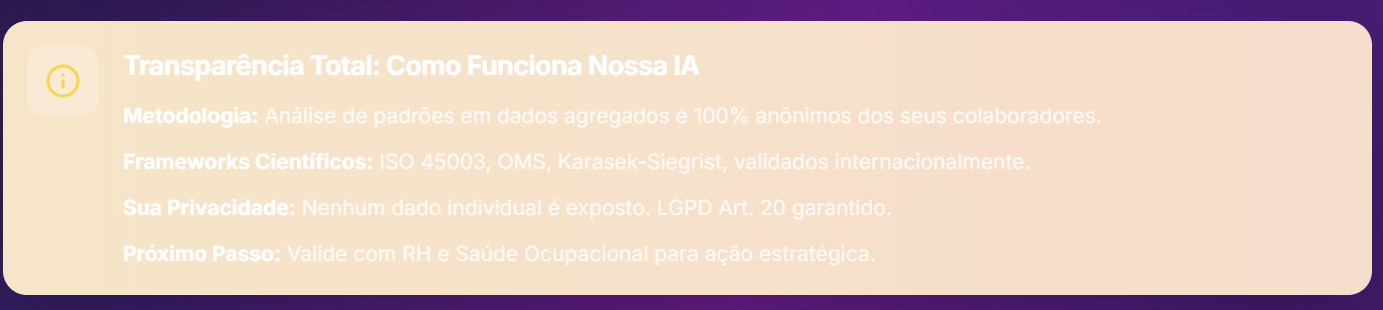 Transparência Total: Como Funciona Nossa IA
Metodologia: Análise de padrões em dados agregados e 100% anônimos dos seus colaboradores.
Frameworks Científicos: ISO 45003, OMS, Karasek-Siegrist, validados internacionalmente.
Sua Privacidade: Nenhum dado individual é exposto. LGPD Art. 20 garantido.
Próximo Passo: Valide com RH e Saúde Ocupacional para ação estratégica.